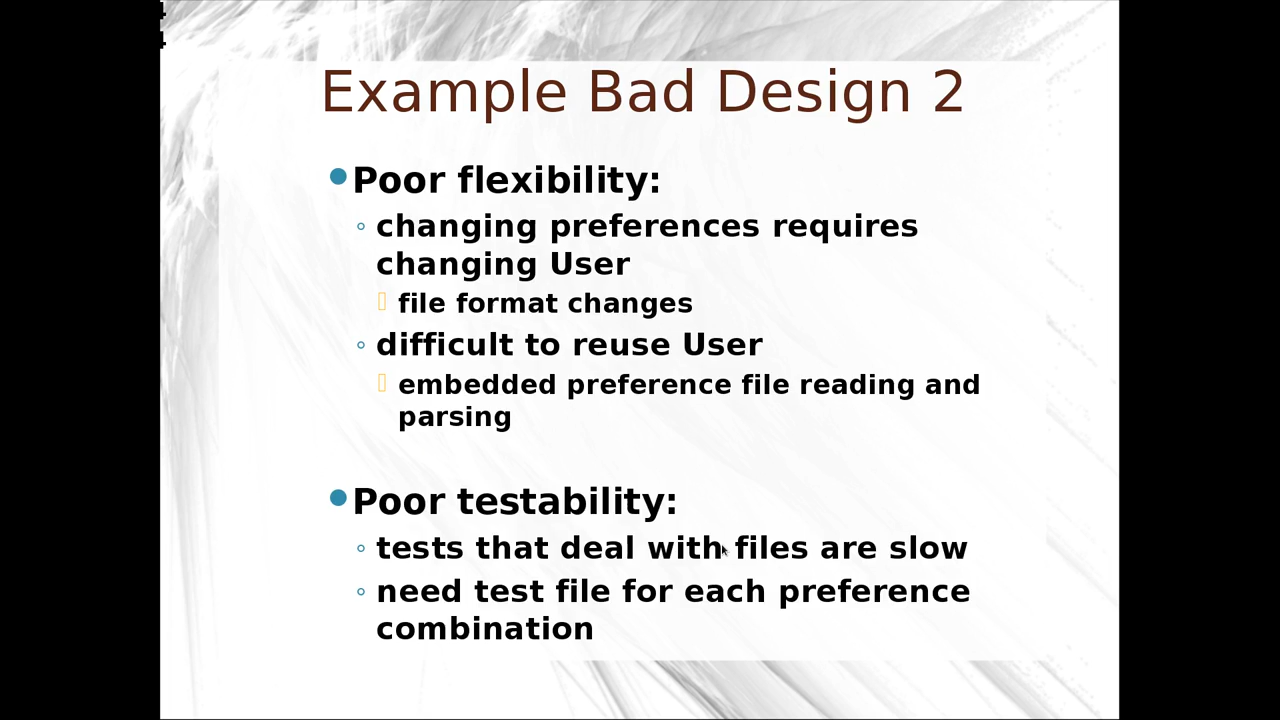 Example Bad Design 2
Poor flexibility:
changing preferences requires
changing User
file format changes
difficult to reuse User
embedded preference file reading and
parsing
Poor testability:
tests that deal with files are slow
need test file for each preference
combination